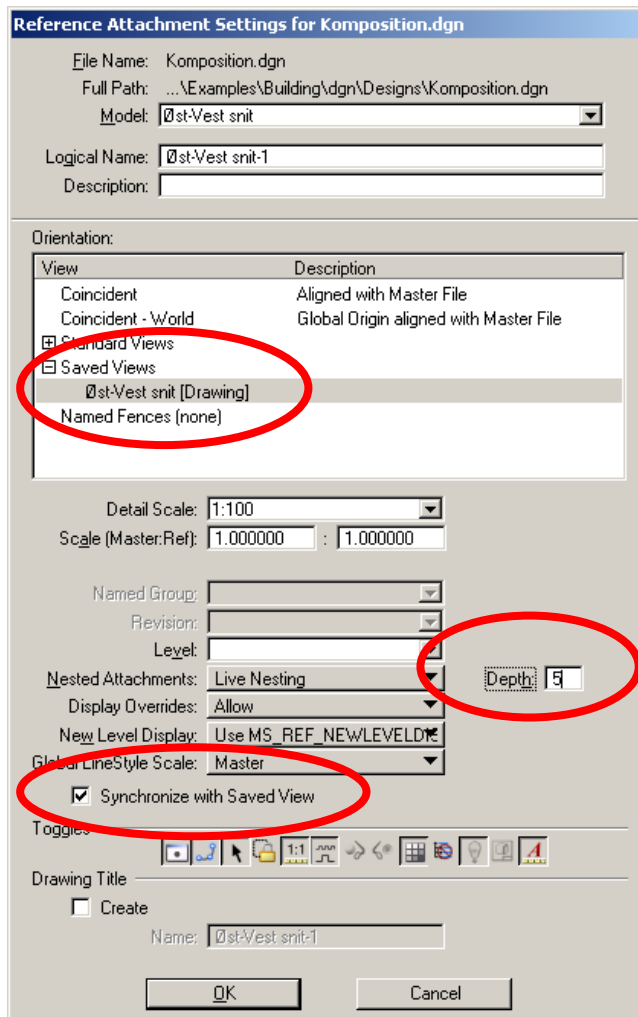 Reference Attachment Settings for Komposition.dgn
File Name: Komposition.dgn
Full Path: ...\Examples\Building\dgn\Designs\Komposition.dgn
Model: Øst-Vest snit
Logical Name: Øst-Vest snit-1
Description:
Orientation:
View Description
Coincident Aligned with Master File
Coincident - World Global Origin aligned with Master File
Standard Views
Saved Views
Øst-Vest snit [Drawing]
Named Fences (none)
Detail Scale: 1:100
Scale (Master:Ref): 1.000000 : 1.000000
Named Group:
Revision:
Level:
Nested Attachments: Live Nesting Depth: 5
Display Overrides: Allow
New Level Display: Use MS_REF_NEWLEVELDIS
Global LineStyle Scale: Master
Synchronize with Saved View
Toggles
1:1 A
Drawing Title
Create
Name: Øst-Vest snit-1
OK Cancel